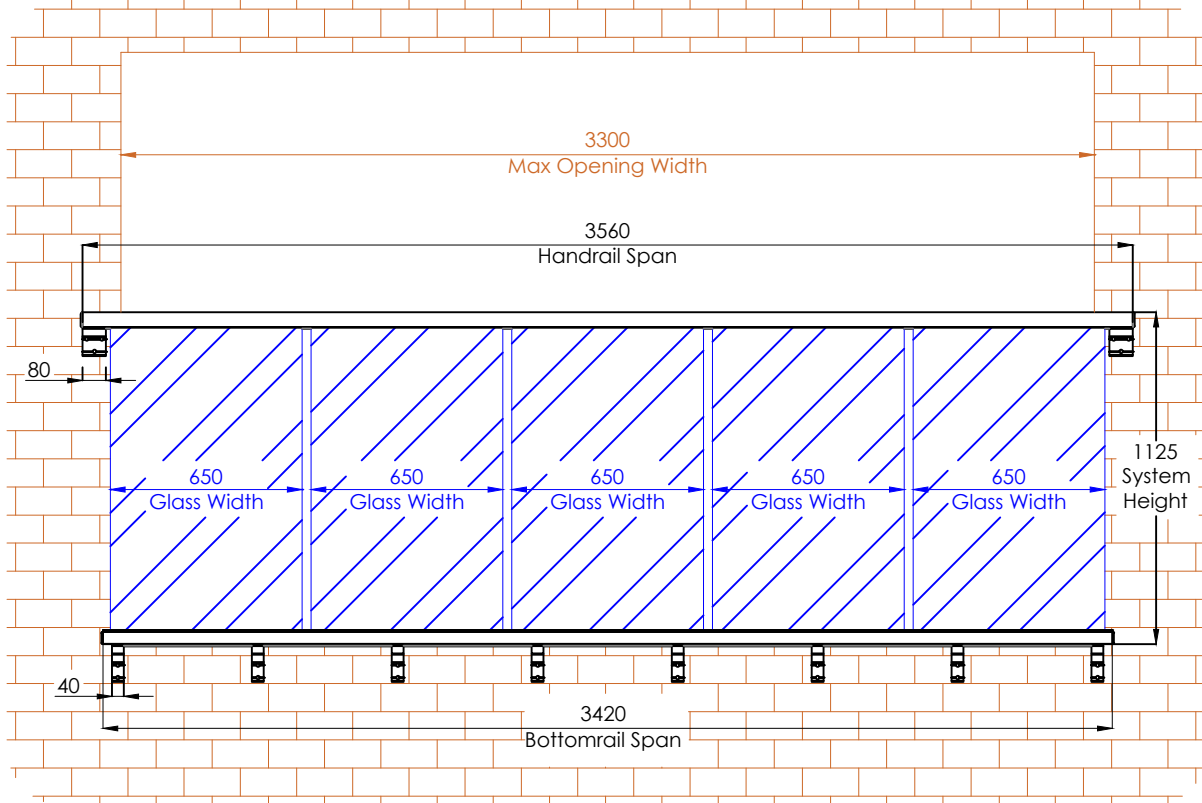 3300
Max Opening Width
3560
Handrail Span
80
650
Glass Width
650
Glass Width
650
Glass Width
650
Glass Width
650
Glass Width
1125
System
Height
40
3420
Bottomrail Span